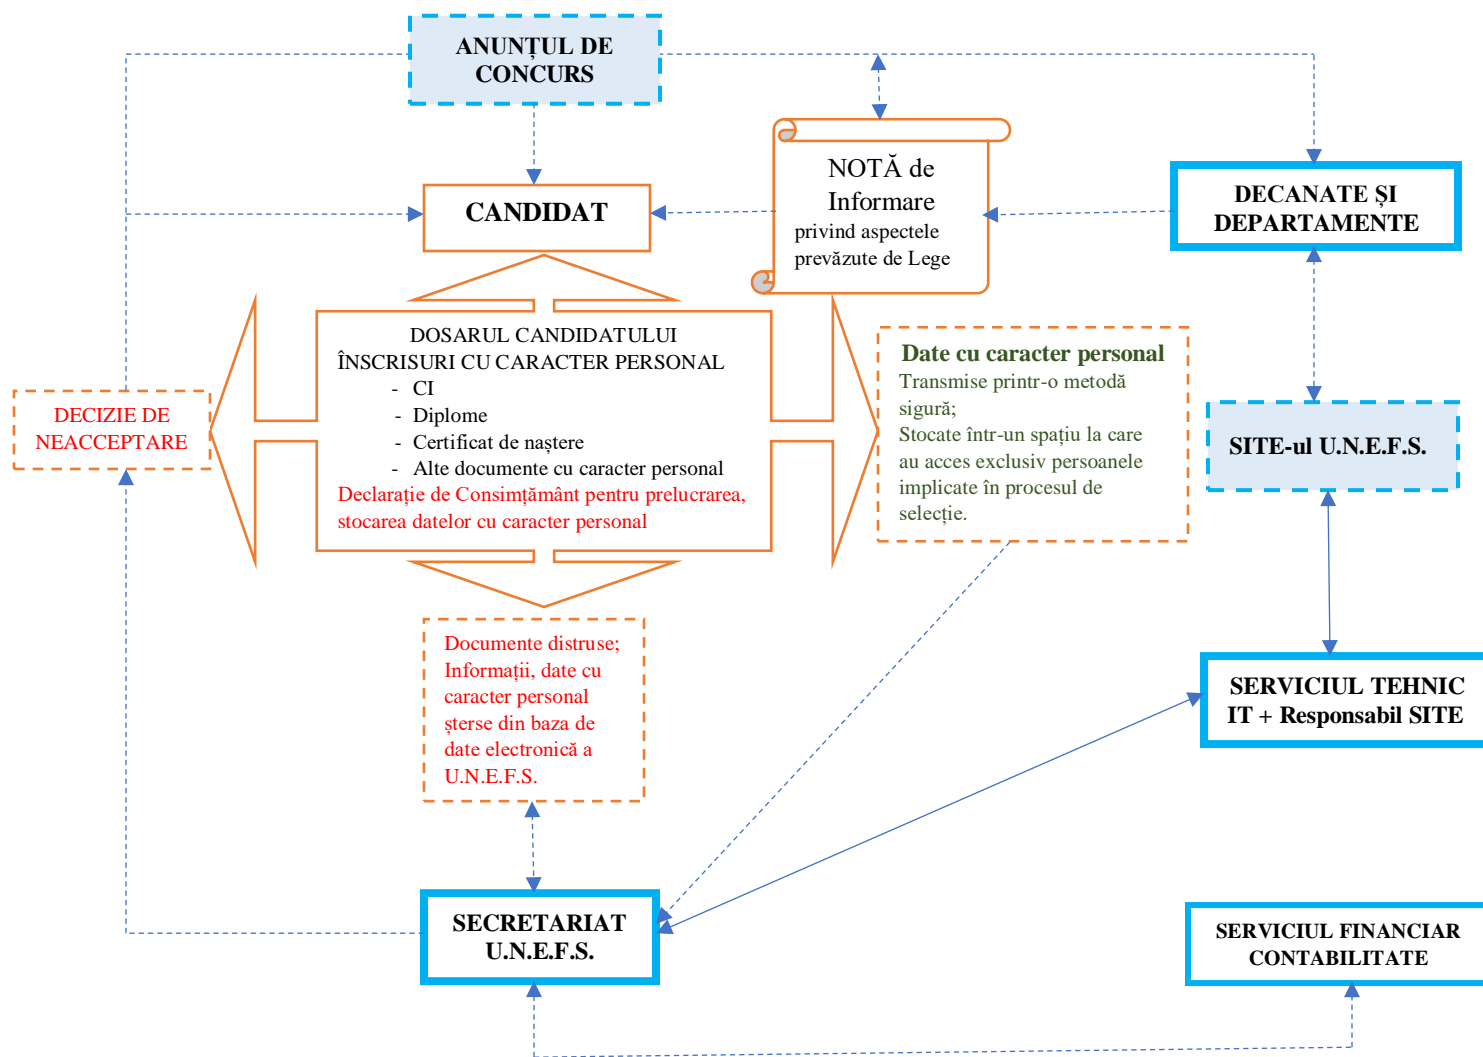 ANUNȚUL DE
CONCURS
NOTĂ de
Informare
privind aspectele
prevăzute de Lege
CANDIDAT
DECANATE ȘI
DEPARTAMENTE
DOSARUL CANDIDATULUI
ÎNSCRISURI CU CARACTER PERSONAL
- CI
- Diplome
- Certificat de naștere
- Alte documente cu caracter personal
Declarație de Consimțământ pentru prelucrarea,
stocarea datelor cu caracter personal
Date cu caracter personal
Transmise printr-o metodă
sigură;
Stocate într-un spațiu la care
au acces exclusiv persoanele
implicate în procesul de
selecție.
DECIZIE DE
NEACCEPTARE
SITE-ul U.N.E.F.S.
Documente distruse;
Informații, date cu
caracter personal
șterse din baza de
date electronică a
U.N.E.F.S.
SERVICIUL TEHNIC
IT + Responsabil SITE
SECRETARIAT
U.N.E.F.S.
SERVICIUL FINANCIAR
CONTABILITATE